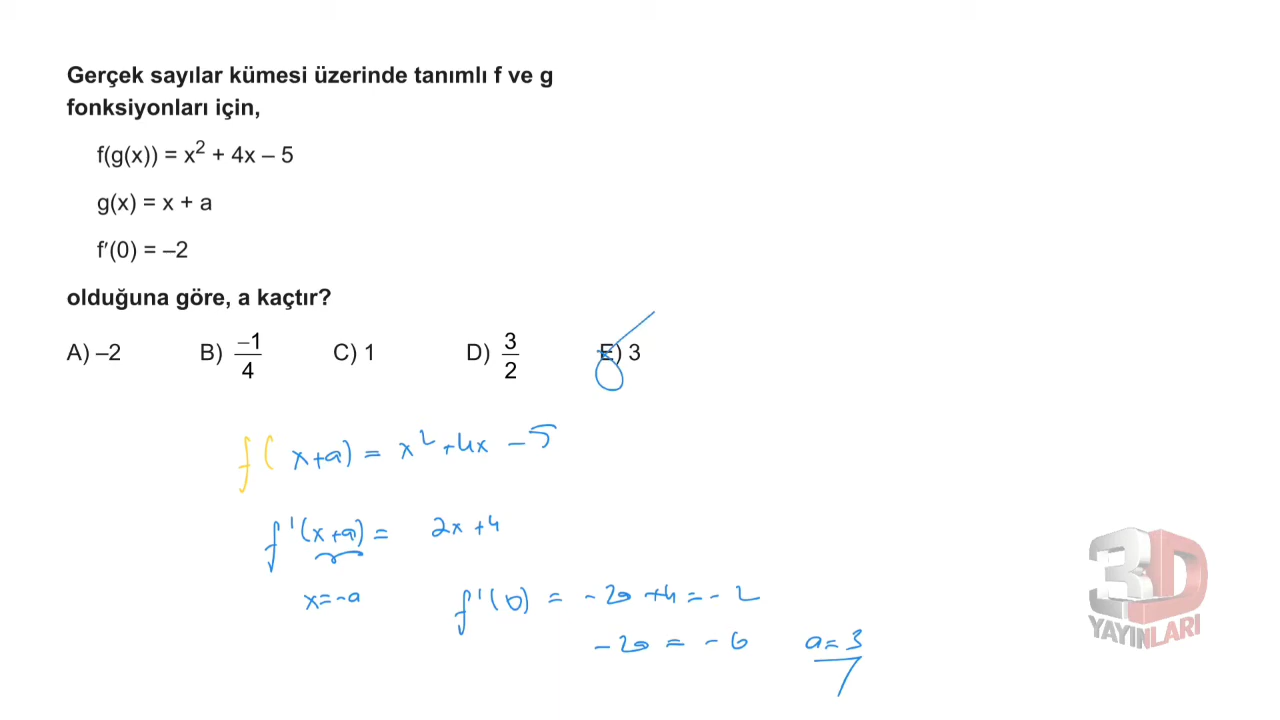 Gerçek sayılar kümesi üzerinde tanımlı f ve g
fonksiyonları için,
f(g(x)) = x² + 4x – 5
g(x) = x + a
f′(0) = –2
olduğuna göre, a kaçtır?
A) –2 B) –1/4 C) 1 D) 3/2 E) 3
f(x+a) = x² + 4x – 5
f'(x+a) = 2x + 4
x = -a f'(0) = -2a + 4 = -2
-2a = -6 a = 3
3D
YAYINLARI